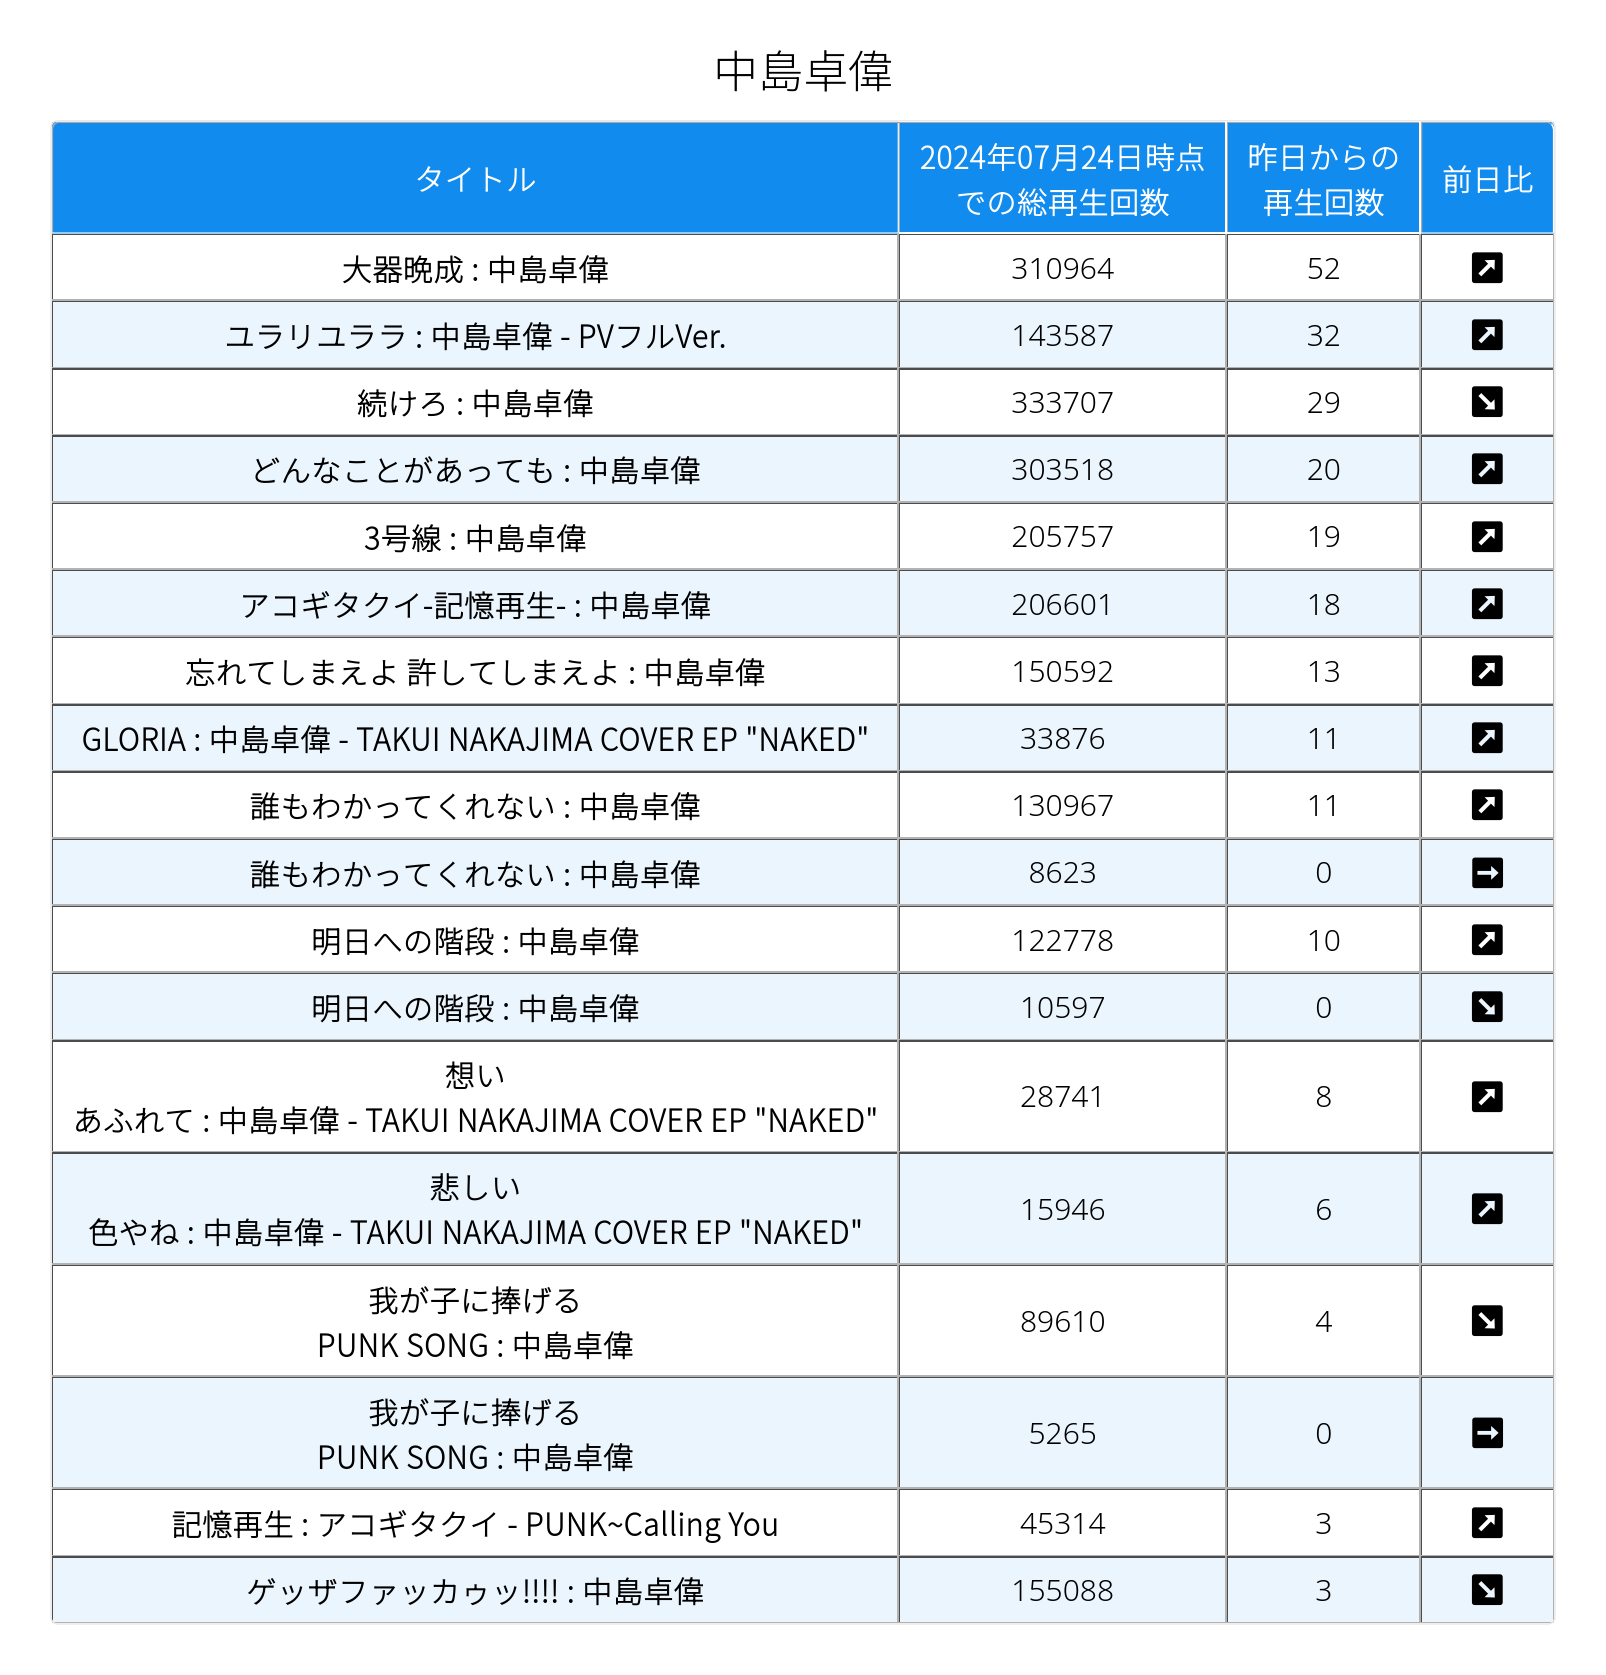 中島卓偉
タイトル
2024年07月24日時点
での総再生回数
昨日からの
再生回数
前日比
大器晩成 : 中島卓偉 310964 52
ユラリユララ : 中島卓偉 - PVフルVer. 143587 32
続けろ : 中島卓偉 333707 29
どんなことがあっても : 中島卓偉 303518 20
3号線 : 中島卓偉 205757 19
アコギタクイ-記憶再生- : 中島卓偉 206601 18
忘れてしまえよ 許してしまえよ : 中島卓偉 150592 13
GLORIA : 中島卓偉 - TAKUI NAKAJIMA COVER EP "NAKED" 33876 11
誰もわかってくれない : 中島卓偉 130967 11
誰もわかってくれない : 中島卓偉 8623 0
明日への階段 : 中島卓偉 122778 10
明日への階段 : 中島卓偉 10597 0
想い
あふれて : 中島卓偉 - TAKUI NAKAJIMA COVER EP "NAKED" 28741 8
悲しい
色やね : 中島卓偉 - TAKUI NAKAJIMA COVER EP "NAKED" 15946 6
我が子に捧げる
PUNK SONG : 中島卓偉 89610 4
我が子に捧げる
PUNK SONG : 中島卓偉 5265 0
記憶再生 : アコギタクイ - PUNK~Calling You 45314 3
ゲッザファッカゥッ!!!! : 中島卓偉 155088 3